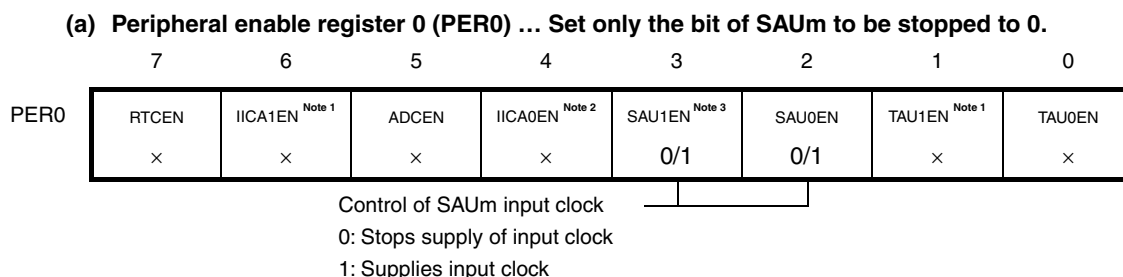 (a) Peripheral enable register 0 (PER0) … Set only the bit of SAUm to be stopped to 0.
7 6 5 4 3 2 1 0
PER0 RTCEN IICA1EN Note 1 ADCEN IICA0EN Note 2 SAU1EN Note 3 SAU0EN TAU1EN Note 1 TAU0EN
× × × × 0/1 0/1 × ×
Control of SAUm input clock
0: Stops supply of input clock
1: Supplies input clock